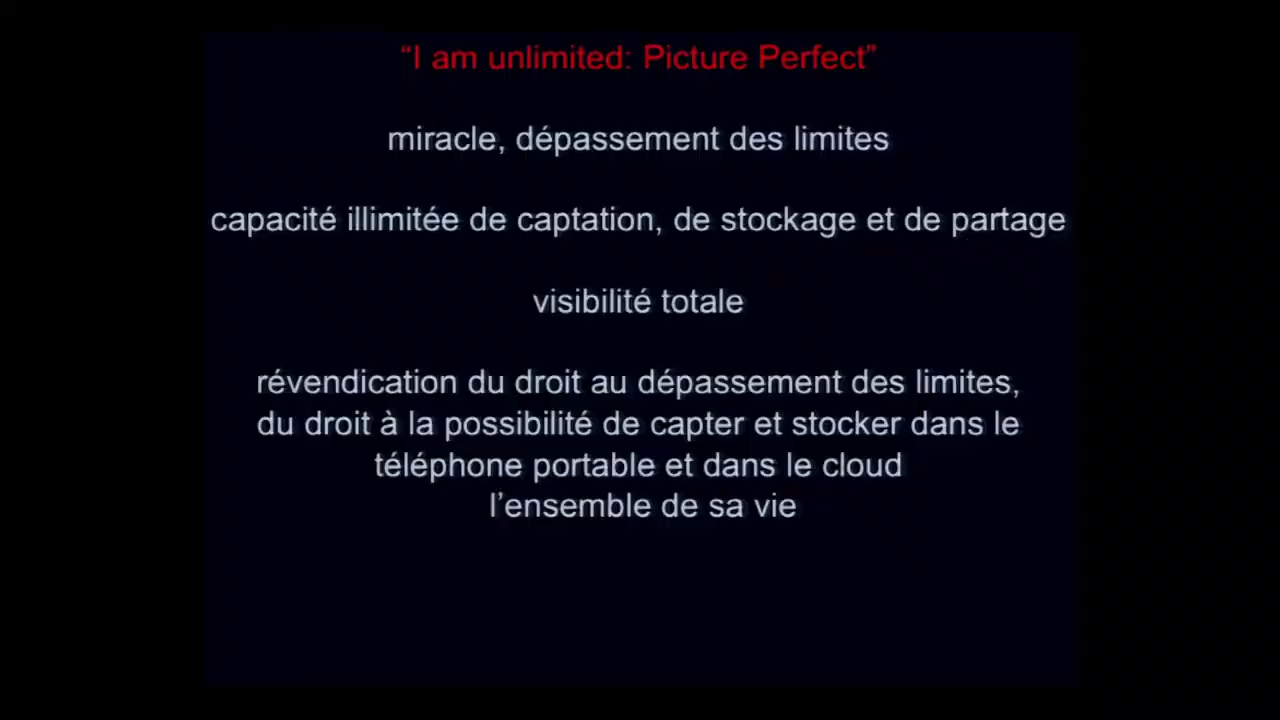 “I am unlimited: Picture Perfect”
miracle, dépassement des limites
capacité illimitée de captation, de stockage et de partage
visibilité totale
révendication du droit au dépassement des limites,
du droit à la possibilité de capter et stocker dans le
téléphone portable et dans le cloud
l’ensemble de sa vie